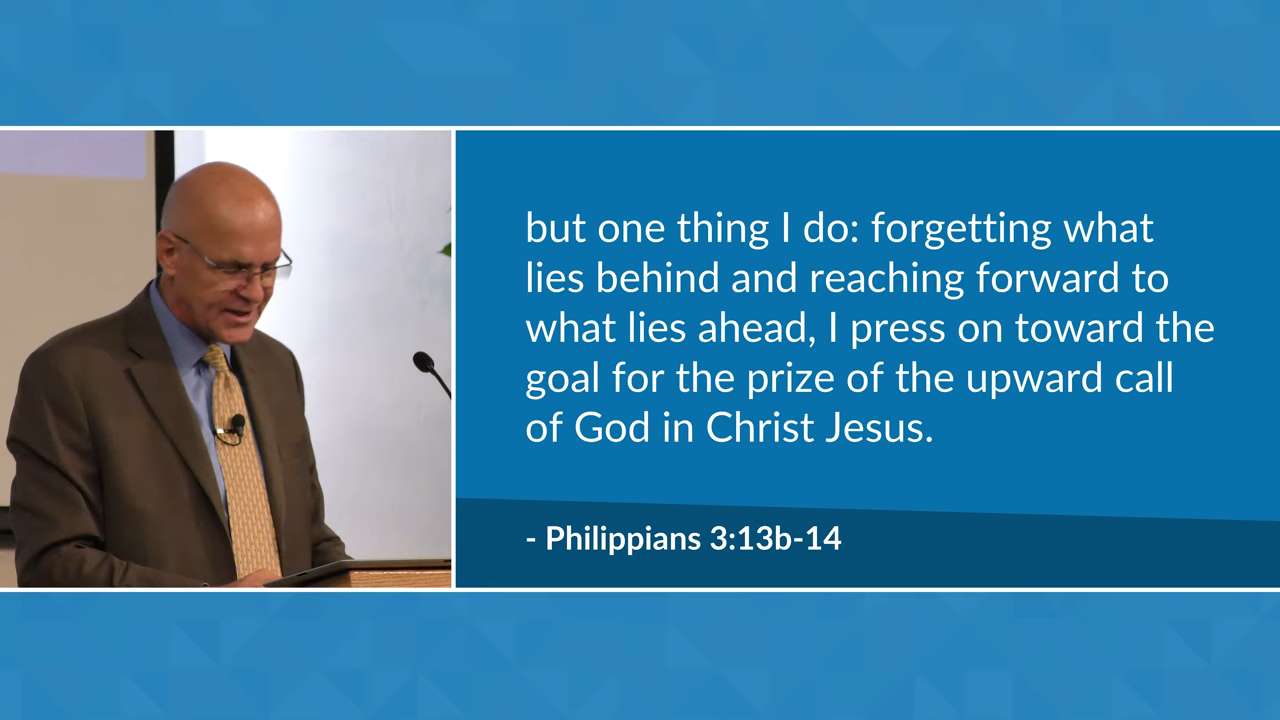 but one thing I do: forgetting what
lies behind and reaching forward to
what lies ahead, I press on toward the
goal for the prize of the upward call
of God in Christ Jesus.
- Philippians 3:13b-14